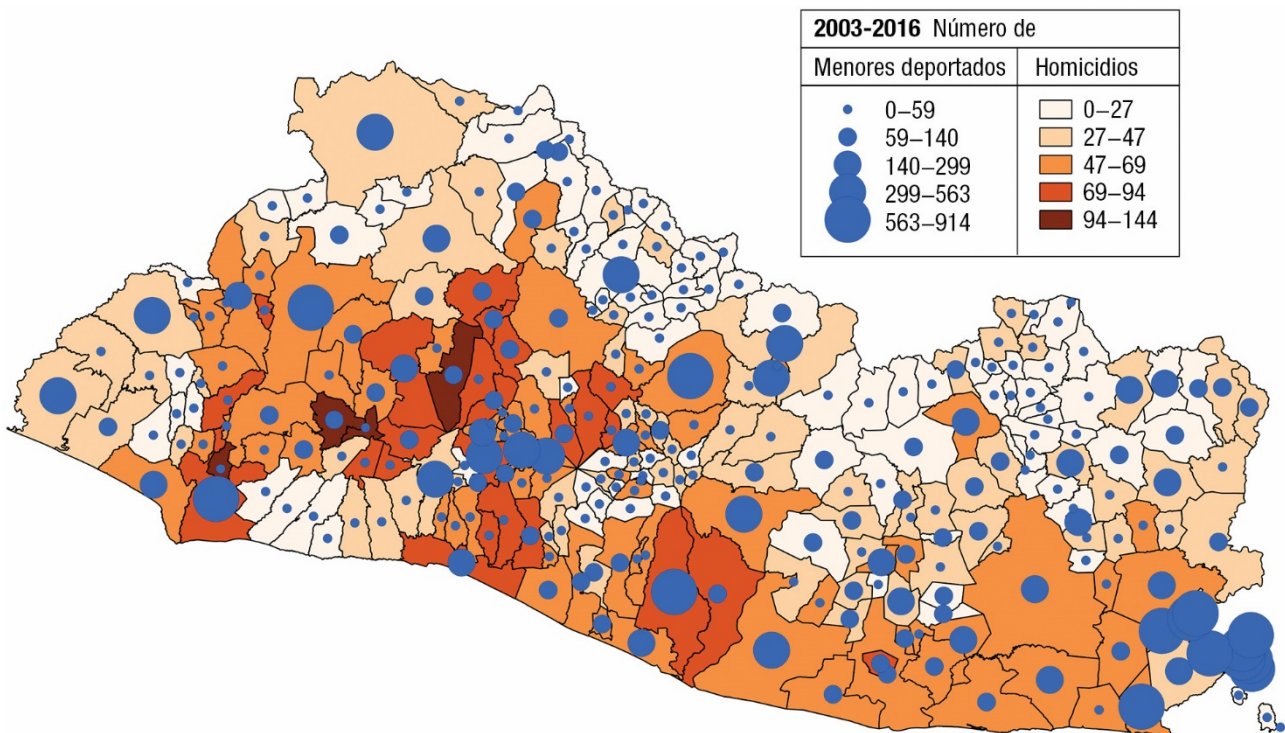 2003-2016 Número de
Menores deportados Homicidios
0–59 0–27
59–140 27–47
140–299 47–69
299–563 69–94
563–914 94–144